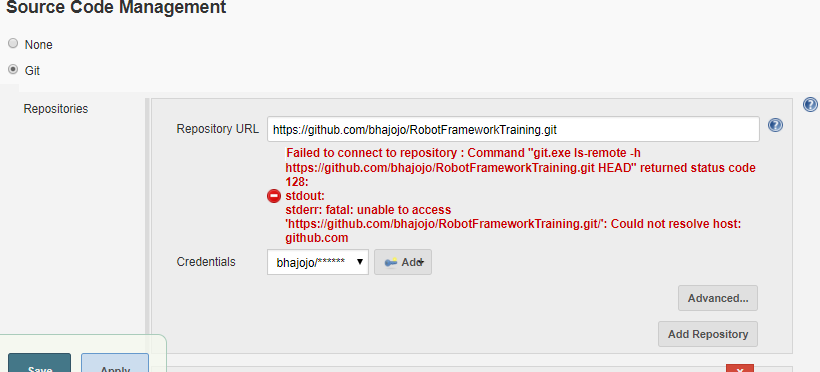 Source Code Management
None
Git
Repositories
Repository URL
https://github.com/bhajojo/RobotFrameworkTraining.git
Failed to connect to repository : Command "git.exe ls-remote -h
https://github.com/bhajojo/RobotFrameworkTraining.git HEAD" returned status code
128:
stdout:
stderr: fatal: unable to access
'https://github.com/bhajojo/RobotFrameworkTraining.git/': Could not resolve host:
github.com
Credentials
bhajojo/******
Add
Advanced...
Add Repository
Save
Apply